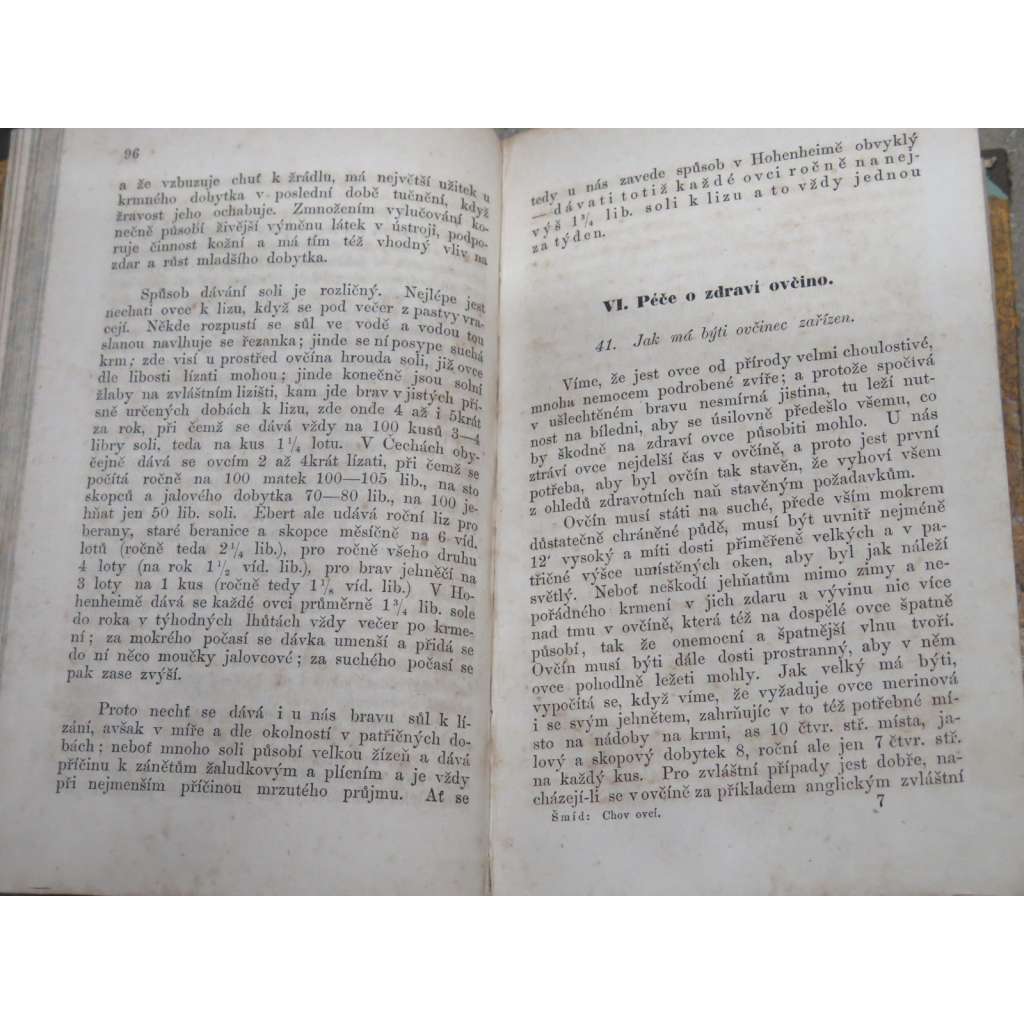 96
a že vzbuzuje chuť k žrádlu, má největší užitek u
krmného dobytka v poslední době tučnění, když
žravost jeho ochabuje. Zmnožením vylučování ko-
nečně působí živější výměnu látek v ústroji, podpo-
ruje činnost kožní a má tím též vhodný vliv na
zdar a růst mladšího dobytka.
Spůsob dávání soli je rozličný. Nejlépe jest
nechati ovce k lizu, když se pod večer z pastvy vra-
cejí. Někde rozpustí se sůl ve vodě a vodou tou
slanou navlhuje se řezanka; jinde se ní posype suchá
krm; zde visí u prostřed ovčína hrouda soli, již ovce
dle libosti lízati mohou; jinde konečně jsou solní
žlaby na zvláštním lizišti, kam jde brav v jistých pří-
sně určených dobách k lizu, zde onde 4 až i 5krát
za rok, při čemž se dává vždy na 100 kusů 3—4
libry soli, teda na kus 1 1/4 lotu. V Čechách oby-
čejně dává se ovcím 2 až 4krát lízati, při čemž se
počítá ročně na 100 matek 100—105 lib., na sto
skopců a jalového dobytka 70—80 lib., na 100 je-
hňat jen 50 lib. soli. Ebert ale udává roční liz pro
berany, staré beranice a skopce měsíčně na 6 víd.
lotů (ročně teda 2 1/4 lib.), pro ročně všeho druhu
4 loty (na rok 1 1/2 víd. lib.), pro brav jehněčí na
3 loty na 1 kus (ročně tedy 1 1/8 víd. lib.) V Ho-
henheimě dává se každé ovci průměrně 1 3/4 lib. sole
do roka v týhodných lhůtách vždy večer po krme-
ní; za mokrého počasí se dávka umenší a přidá se
do ní něco moučky jalovcové; za suchého počasí se
pak zase zvýší.
Proto nechť se dává i u nás bravu sůl k lí-
zání, avšak v míře a dle okolností v patřičných do-
bách; neboť mnoho soli působí velkou žízeň a dává
příčinu k zánětům žaludkovým a plícním a je vždy
při nejmenším příčinou mrzutého průjmu. Ať se
tedy u nás zavede spůsob v Hohenheimě obvyklý
— dávati totiž každé ovci ročně na nej-
výš 1 3/4 lib. soli k lizu a to vždy jednou
za týden.
VI. Péče o zdraví ovčino.
41. Jak má býti ovčinec zařízen.
Víme, že jest ovce od přírody velmi choulostivé,
mnoha nemocem podrobené zvíře; a protože spočívá
v ušlechtěném bravu nesmírná jistina, tu leží nut-
nost na bíledni, aby se úsilovně předešlo všemu, co
by škodně na zdraví ovce působiti mohlo. U nás
ztráví ovce nejdelší čas v ovčíně, a proto jest první
potřeba, aby byl ovčín tak stavěn, že vyhoví všem
z ohledů zdravotních naň stavěným požadavkům.
Ovčín musí státi na suché, přede vším mokrem
důstatečně chráněné půdě, musí být uvnitř nejméně
12′ vysoký a míti dosti přiměřeně velkých a v pa-
třičné výšce umístěných oken, aby byl jak náleží
světlý. Neboť neškodí jehňatům mimo zimy a ne-
pořádného krmení v jich zdaru a vývinu nic více
nad tmu v ovčíně, která též na dospělé ovce špatně
působí, tak že onemocní a špatnější vlnu tvoří.
Ovčín musí býti dále dosti prostranný, aby v něm
ovce pohodlně ležeti mohly. Jak velký má býti,
vypočítá se, když víme, že vyžaduje ovce merinová
i se svým jehnětem, zahrňujíc v to též potřebné mí-
sto na nádoby na krmi, as 10 čtvr. stř. místa, ja-
lový a skopový dobytek 8, roční ale jen 7 čtvr. stř.
na každý kus. Pro zvláštní případy jest dobře, na-
cházejí-li se v ovčíně za příkladem anglickým zvláštní
Šmíd: Chov ovcí.
7